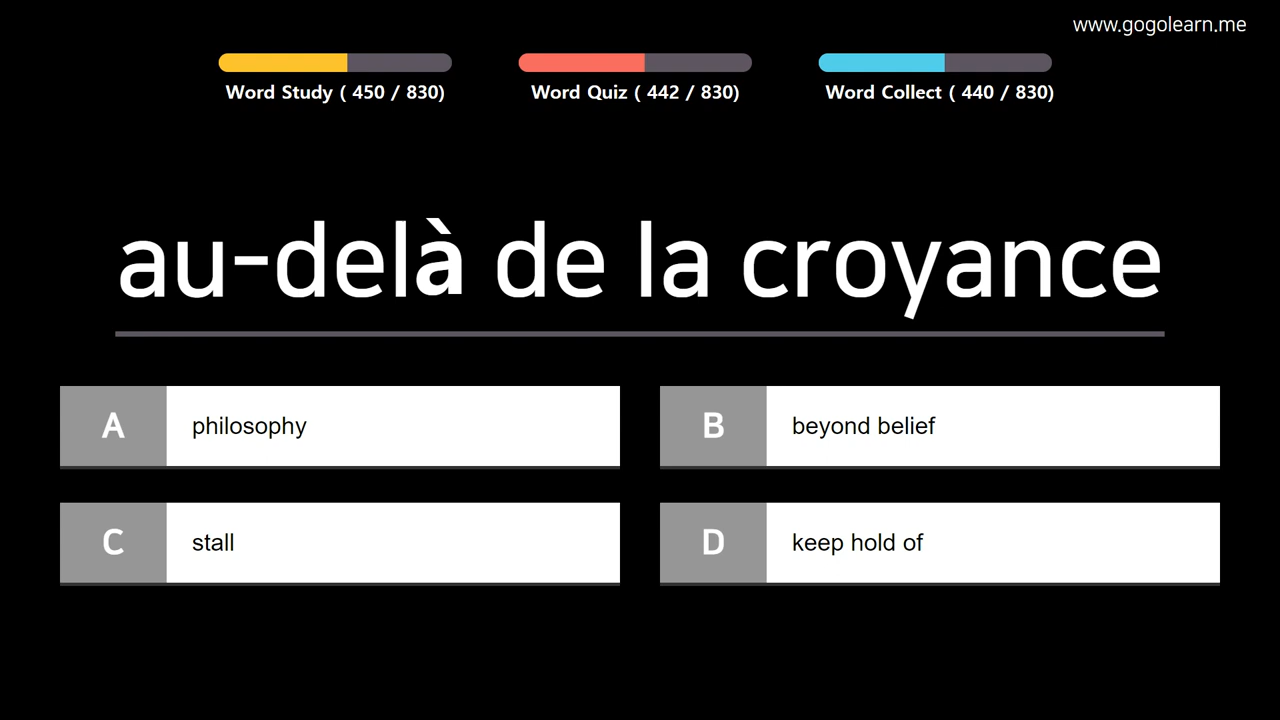 www.gogolearn.me
Word Study ( 450 / 830)
Word Quiz ( 442 / 830)
Word Collect ( 440 / 830)
au-delà de la croyance
A philosophy
B beyond belief
C stall
D keep hold of